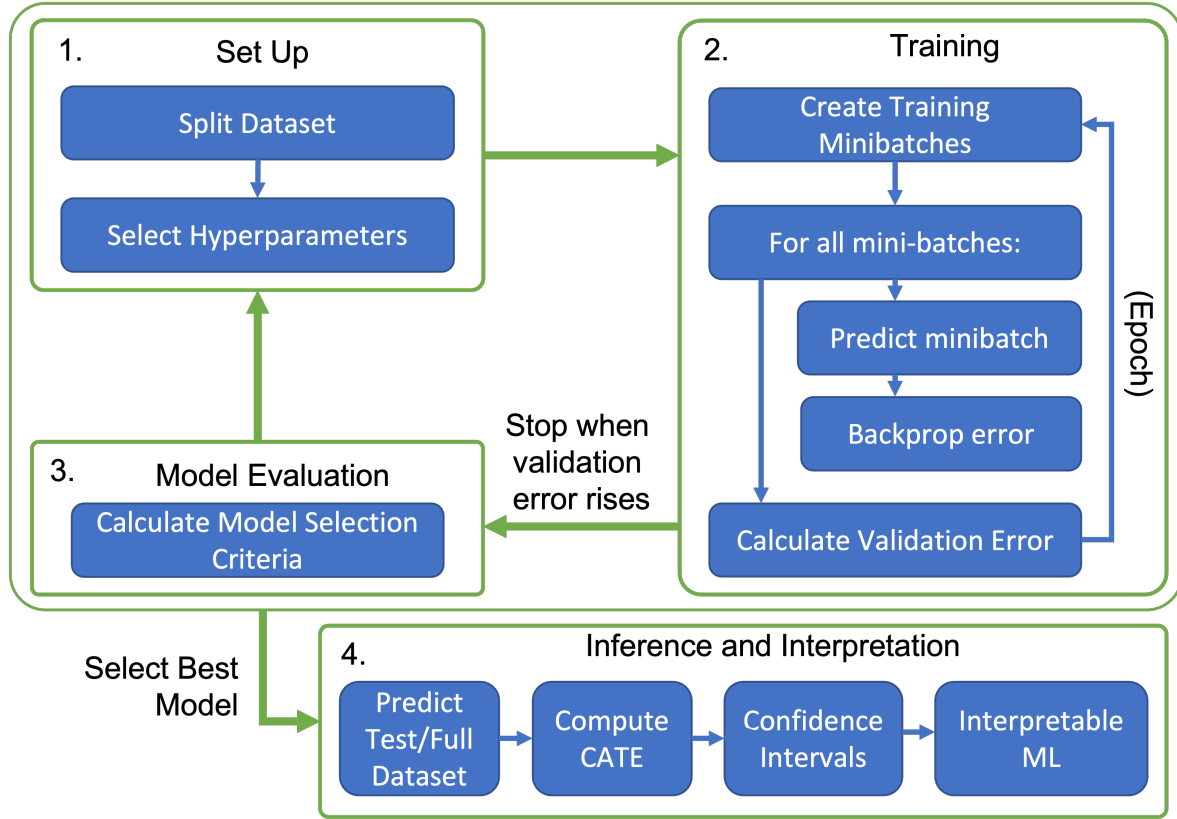 1.
Set Up
Split Dataset
Select Hyperparameters
2.
Training
Create Training
Minibatches
For all mini-batches:
Predict minibatch
Backprop error
Calculate Validation Error
(Epoch)
Stop when
validation
error rises
3.
Model Evaluation
Calculate Model Selection
Criteria
Select Best
Model
4.
Inference and Interpretation
Predict
Test/Full
Dataset
Compute
CATE
Confidence
Intervals
Interpretable
ML